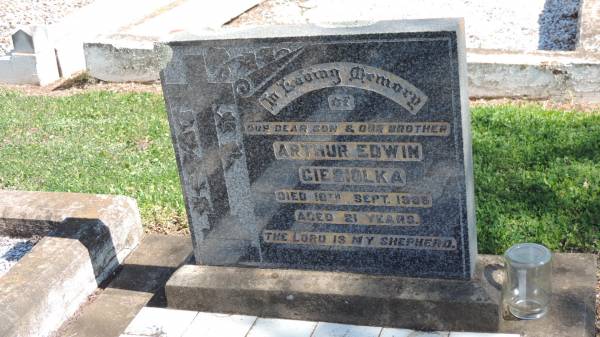 In Loving Memory
OF
OUR DEAR SON & OUR BROTHER
ARTHUR EDWIN
CIESIOLKA
DIED 10TH SEPT.
AGED 21 YEARS.
THE LORD IS MY SHEPHERD.